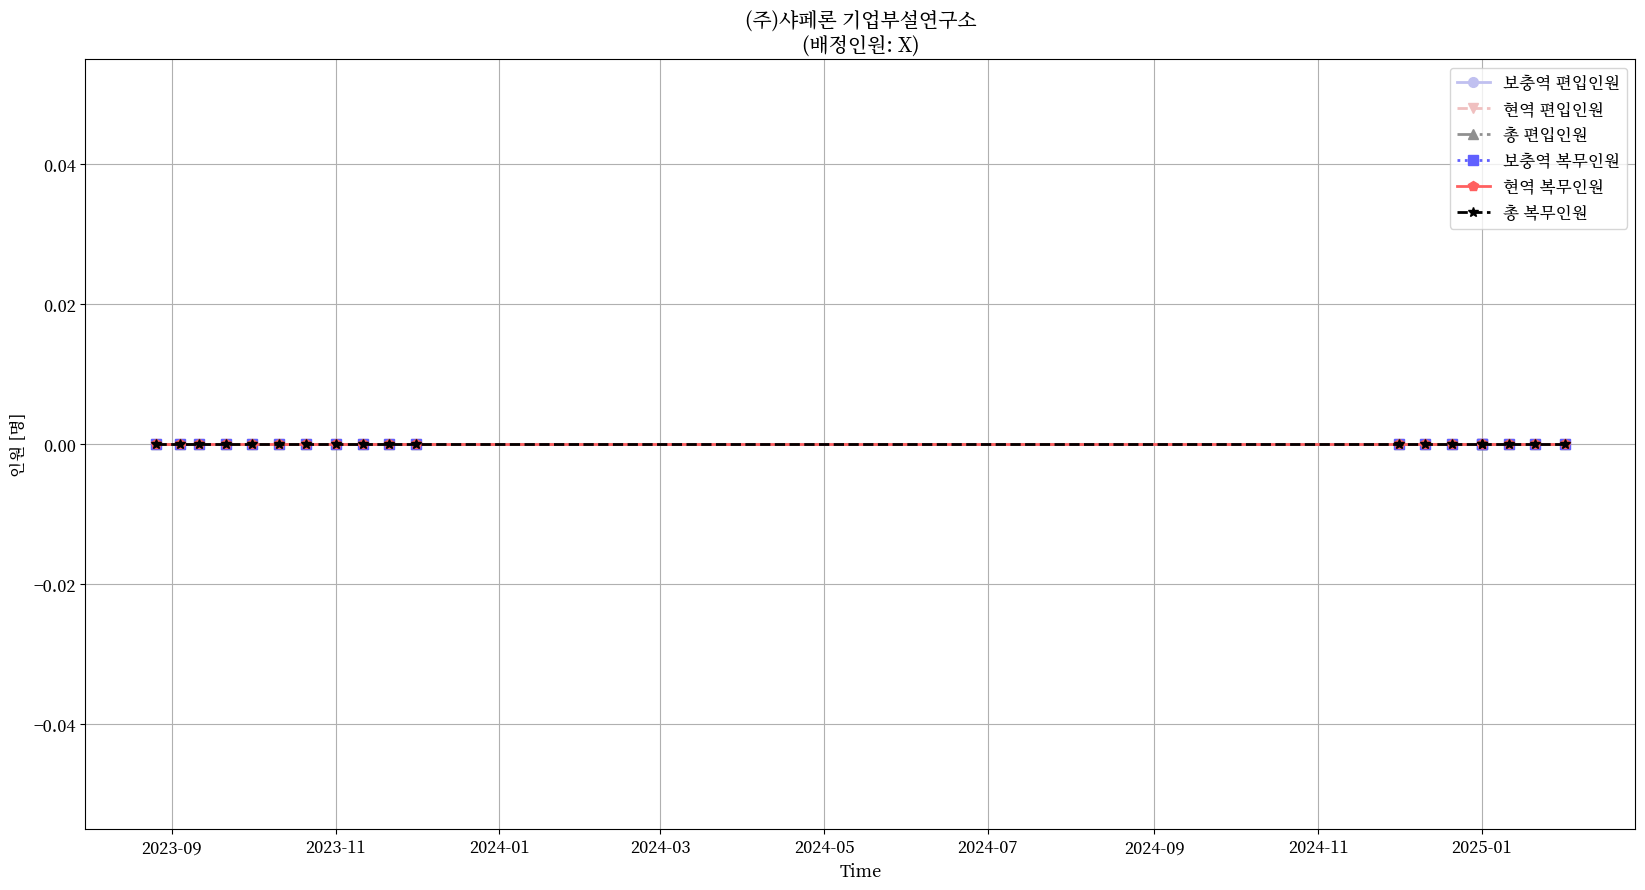 (주)샤페론 기업부설연구소
(배정인원: X)
보충역 편입인원
현역 편입인원
총 편입인원
보충역 복무인원
현역 복무인원
총 복무인원
인원 [명]
0.04
0.02
0.00
−0.02
−0.04
2023-09
2023-11
2024-01
2024-03
2024-05
2024-07
2024-09
2024-11
2025-01
Time